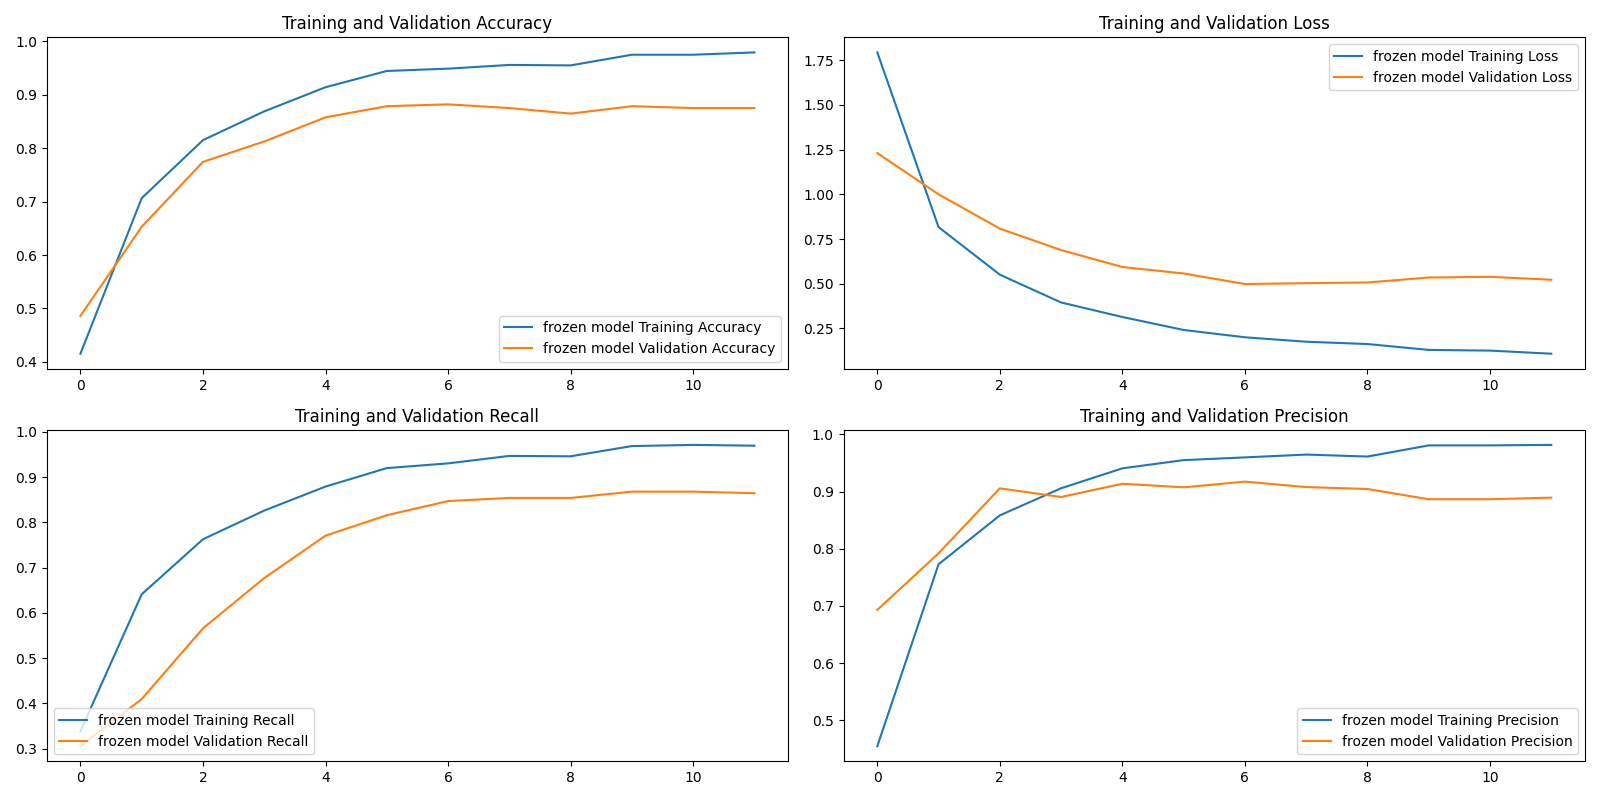 Training and Validation Accuracy
1.0
0.9
0.8
0.7
0.6
0.5
0.4
frozen model Training Accuracy
frozen model Validation Accuracy
0 2 4 6 8 10
Training and Validation Loss
1.75
1.50
1.25
1.00
0.75
0.50
0.25
frozen model Training Loss
frozen model Validation Loss
0 2 4 6 8 10
Training and Validation Recall
1.0
0.9
0.8
0.7
0.6
0.5
0.4
0.3
frozen model Training Recall
frozen model Validation Recall
0 2 4 6 8 10
Training and Validation Precision
1.0
0.9
0.8
0.7
0.6
0.5
frozen model Training Precision
frozen model Validation Precision
0 2 4 6 8 10